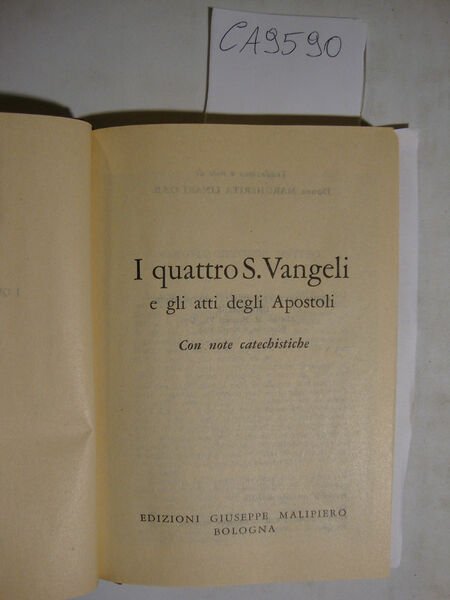 CA9590
I quattro S. Vangeli
e gli atti degli Apostoli
Con note catechistiche
EDIZIONI GIUSEPPE MALIPIERO
BOLOGNA